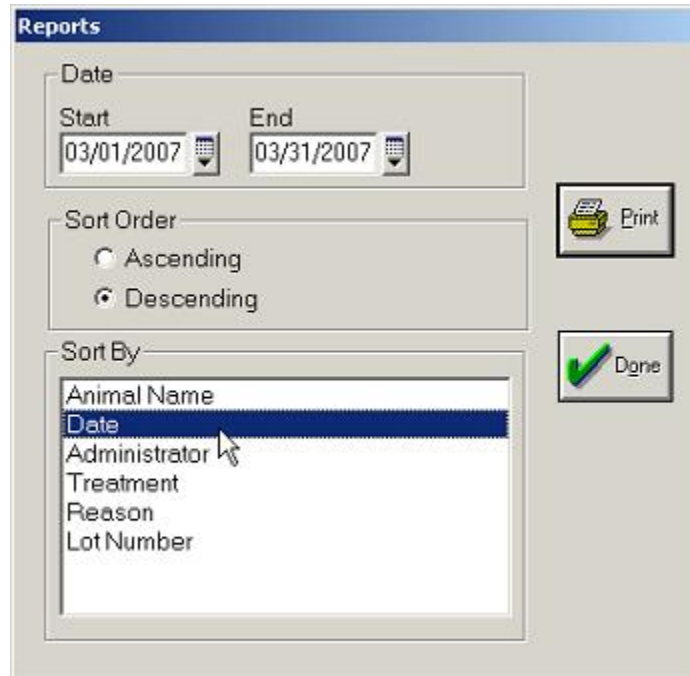 Reports
Date
Start End
03/01/2007 03/31/2007
Sort Order
Ascending
Descending
Print
Sort By
Animal Name
Date
Administrator
Treatment
Reason
Lot Number
Done